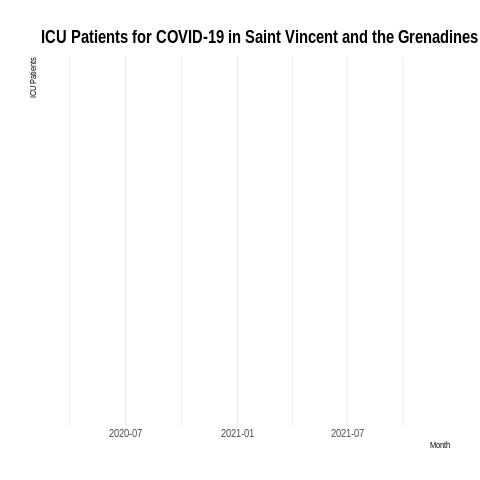 ICU Patients for COVID-19 in Saint Vincent and the Grenadines
ICU Patients
2020-07
2021-01
2021-07
Month